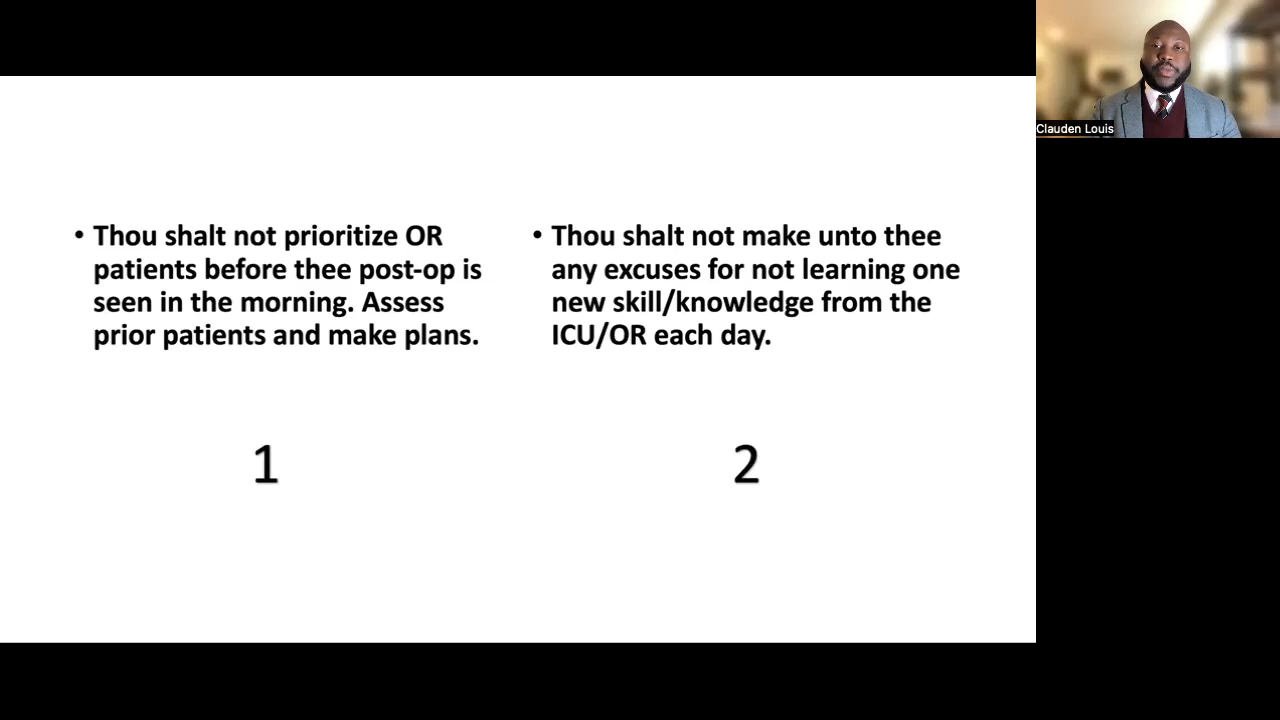 • Thou shalt not prioritize OR
patients before thee post-op is
seen in the morning. Assess
prior patients and make plans.
1
• Thou shalt not make unto thee
any excuses for not learning one
new skill/knowledge from the
ICU/OR each day.
2
Clauden Louis